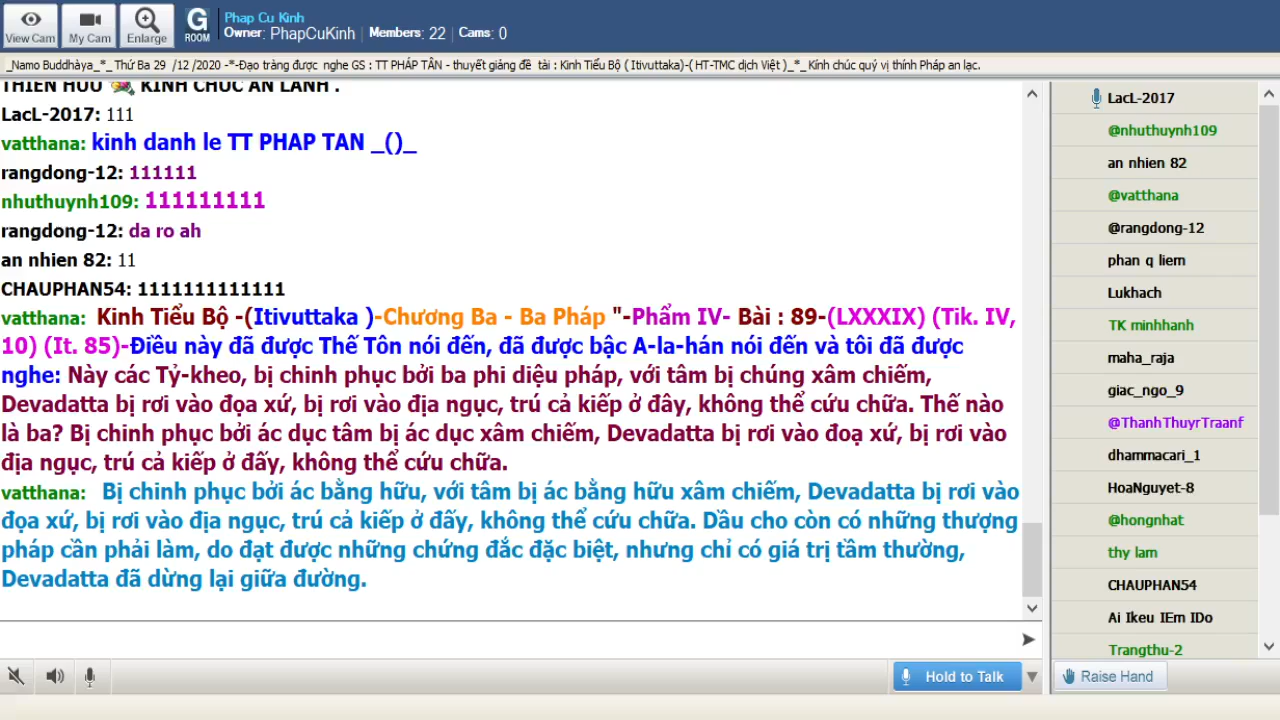 View Cam
My Cam
Enlarge
G
ROOM
Phap Cu Kinh
Owner: PhapCuKinh | Members: 22 | Cams: 0
_Namo Buddhàya_*_ Thứ Ba 29 /12 /2020 -*-Đạo tràng được nghe GS : TT PHÁP TÂN - thuyết giảng đề tài : Kinh Tiểu Bộ ( Itivuttaka)-( HT-TMC dịch Việt )_*_Kính chúc quý vị thính Pháp an lạc.
THIEN HUU KINH CHUC AN LANH .
LacL-2017: 111
vatthana: kinh danh le TT PHAP TAN _()_
rangdong-12: 111111
nhuthuynh109: 111111111
rangdong-12: da ro ah
an nhien 82: 11
CHAUPHAN54: 1111111111111
vatthana: Kinh Tiểu Bộ -(Itivuttaka )-Chương Ba - Ba Pháp "-Phẩm IV- Bài : 89-(LXXXIX) (Tik. IV,
10) (It. 85)-Điều này đã được Thế Tôn nói đến, đã được bậc A-la-hán nói đến và tôi đã được
nghe: Này các Tỷ-kheo, bị chinh phục bởi ba phi diệu pháp, với tâm bị chúng xâm chiếm,
Devadatta bị rơi vào đọa xứ, bị rơi vào địa ngục, trú cả kiếp ở đây, không thể cứu chữa. Thế nào
là ba? Bị chinh phục bởi ác dục tâm bị ác dục xâm chiếm, Devadatta bị rơi vào đoạ xứ, bị rơi vào
địa ngục, trú cả kiếp ở đấy, không thể cứu chữa.
vatthana: Bị chinh phục bởi ác bằng hữu, với tâm bị ác bằng hữu xâm chiếm, Devadatta bị rơi vào
đọa xứ, bị rơi vào địa ngục, trú cả kiếp ở đấy, không thể cứu chữa. Dầu cho còn có những thượng
pháp cần phải làm, do đạt được những chứng đắc đặc biệt, nhưng chỉ có giá trị tầm thường,
Devadatta đã dừng lại giữa đường.
Hold to Talk
LacL-2017
@nhuthuynh109
an nhien 82
@vatthana
@rangdong-12
phan q liem
Lukhach
TK minhhanh
maha_raja
giac_ngo_9
@ThanhThuyrTraanf
dhammacari_1
HoaNguyet-8
@hongnhat
thy lam
CHAUPHAN54
Ai Ikeu IEm IDo
Trangthu-2
Raise Hand